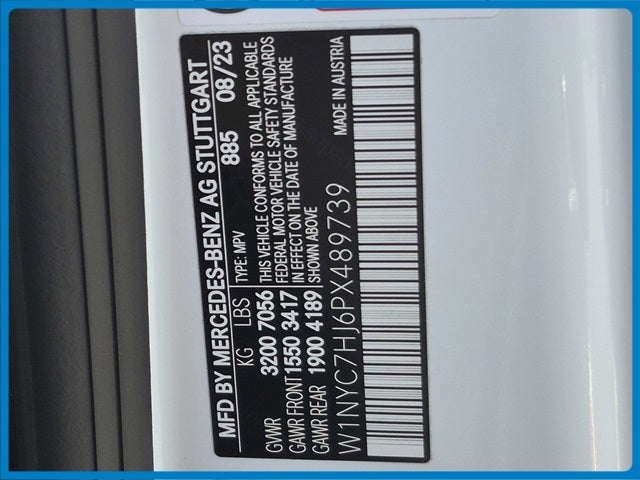 MFD BY MERCEDES-BENZ AG STUTTGART
885 08/23
KG LBS TYPE: MPV
GVWR 3200 7056 THIS VEHICLE CONFORMS TO ALL APPLICABLE
GAWR FRONT 1550 3417 FEDERAL MOTOR VEHICLE SAFETY STANDARDS
GAWR REAR 1900 4189 IN EFFECT ON THE DATE OF MANUFACTURE
SHOWN ABOVE
W1NYC7HJ6PX489739 MADE IN AUSTRIA